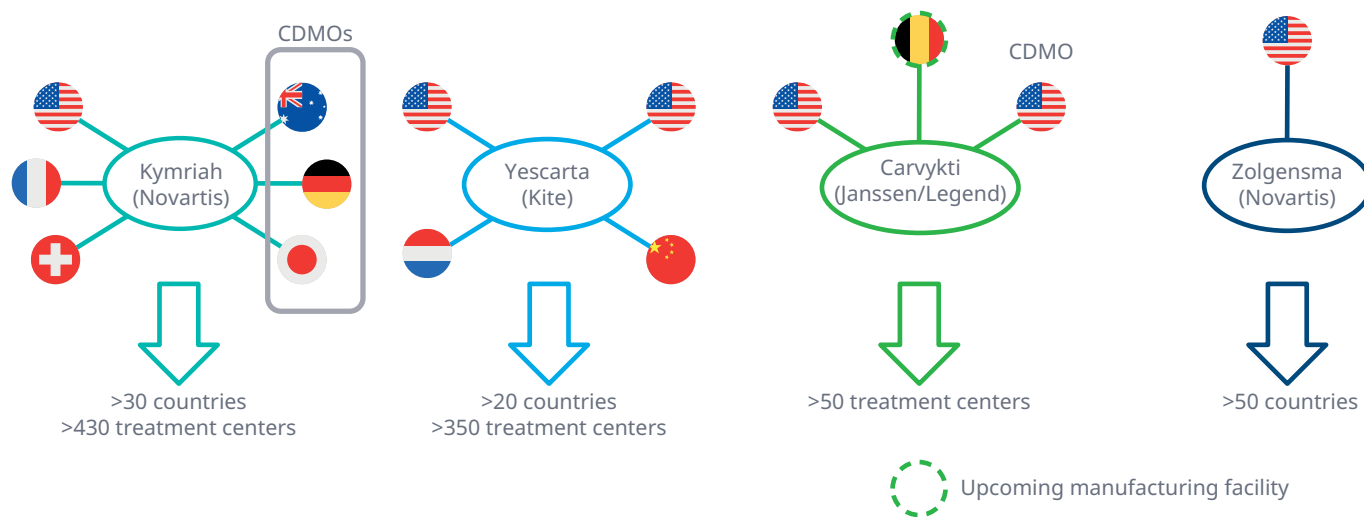 CDMOs
Kymriah
(Novartis)
>30 countries
>430 treatment centers
Yescarta
(Kite)
>20 countries
>350 treatment centers
CDMO
Carvykti
(Janssen/Legend)
>50 treatment centers
Zolgensma
(Novartis)
>50 countries
Upcoming manufacturing facility